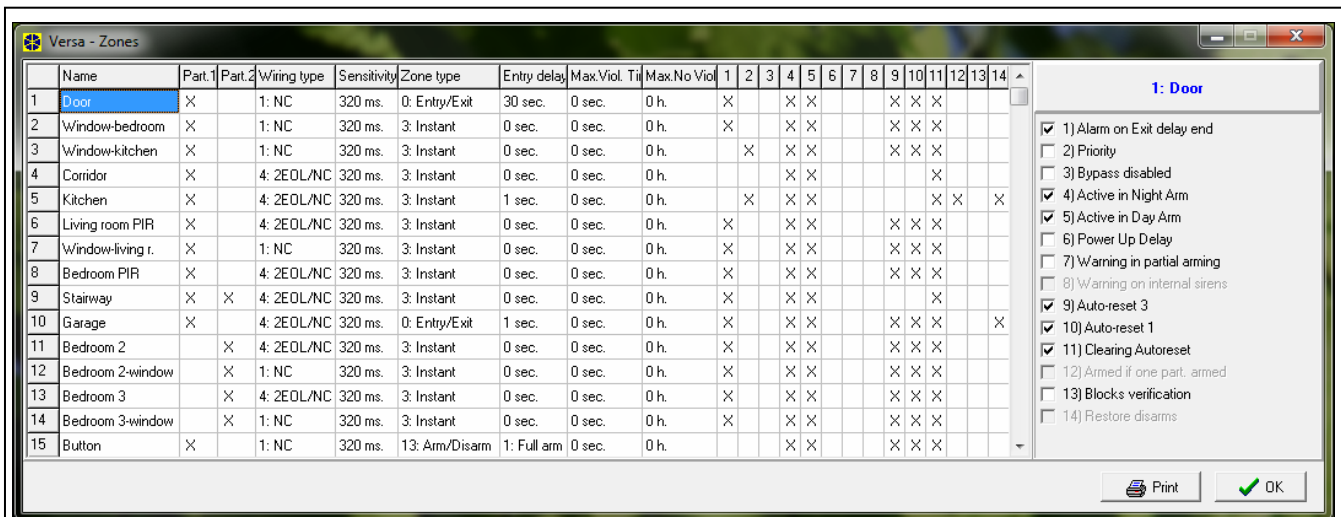 Versa - Zones
Name Part.1 Part.2 Wiring type Sensitivity Zone type Entry delay Max.Viol. Ti Max.No Viol 1 2 3 4 5 6 7 8 9 10 11 12 13 14
1 Door X 1: NC 320 ms. 0: Entry/Exit 30 sec. 0 sec. 0 h. X X X X X X
2 Window-bedroom X 1: NC 320 ms. 3: Instant 0 sec. 0 sec. 0 h. X X X X X X
3 Window-kitchen X 1: NC 320 ms. 3: Instant 0 sec. 0 sec. 0 h. X X X X X X
4 Corridor X 4: 2EOL/NC 320 ms. 3: Instant 0 sec. 0 sec. 0 h. X X X
5 Kitchen X 4: 2EOL/NC 320 ms. 3: Instant 1 sec. 0 sec. 0 h. X X X X X X
6 Living room PIR X 4: 2EOL/NC 320 ms. 3: Instant 0 sec. 0 sec. 0 h. X X X X X X
7 Window-living r. X 1: NC 320 ms. 3: Instant 0 sec. 0 sec. 0 h. X X X X X X
8 Bedroom PIR X 4: 2EOL/NC 320 ms. 3: Instant 0 sec. 0 sec. 0 h. X X X X X X
9 Stairway X X 4: 2EOL/NC 320 ms. 3: Instant 0 sec. 0 sec. 0 h. X X X X
10 Garage X 4: 2EOL/NC 320 ms. 0: Entry/Exit 1 sec. 0 sec. 0 h. X X X X X X X
11 Bedroom 2 X 4: 2EOL/NC 320 ms. 3: Instant 0 sec. 0 sec. 0 h. X X X X X X
12 Bedroom 2-window X 1: NC 320 ms. 3: Instant 0 sec. 0 sec. 0 h. X X X X X X
13 Bedroom 3 X 4: 2EOL/NC 320 ms. 3: Instant 0 sec. 0 sec. 0 h. X X X X X X
14 Bedroom 3-window X 1: NC 320 ms. 3: Instant 0 sec. 0 sec. 0 h. X X X X X X
15 Button X 1: NC 320 ms. 13: Arm/Disarm 1: Full arm 0 sec. 0 h. X X X X X
1: Door
1) Alarm on Exit delay end
2) Priority
3) Bypass disabled
4) Active in Night Arm
5) Active in Day Arm
6) Power Up Delay
7) Warning in partial arming
8) Warning on internal sirens
9) Auto-reset 3
10) Auto-reset 1
11) Clearing Autoreset
12) Armed if one part. armed
13) Blocks verification
14) Restore disarms
Print OK